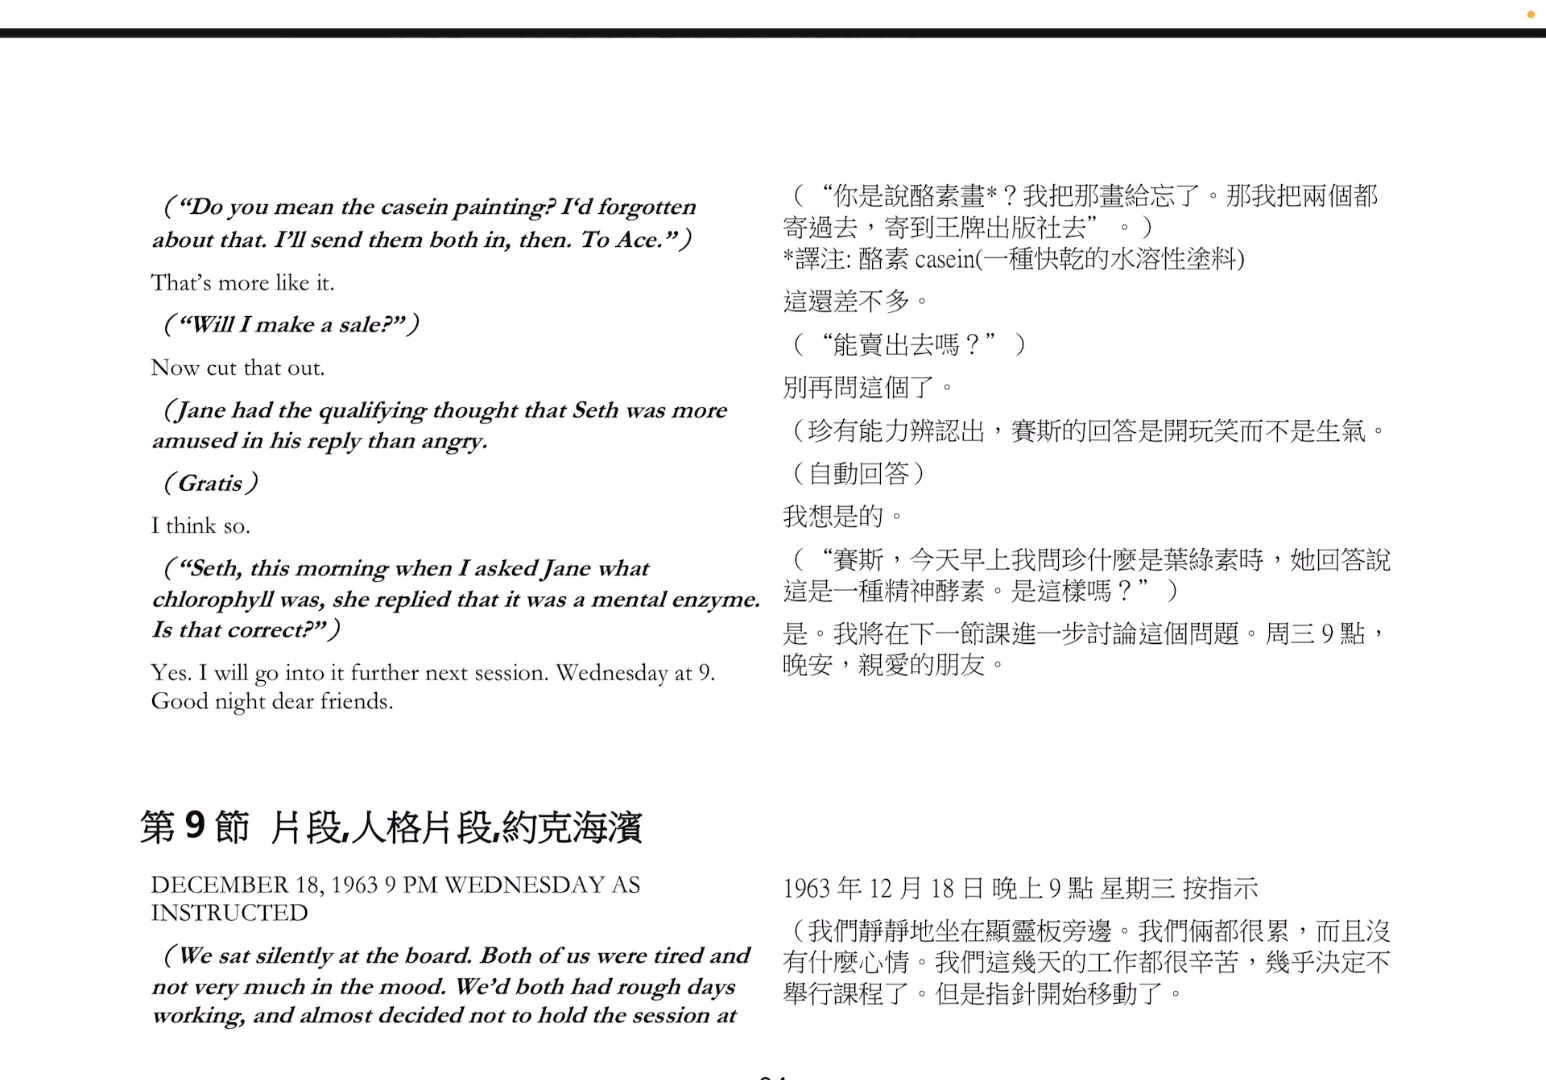 （“Do you mean the casein painting? I‘d forgotten
about that. I’ll send them both in, then. To Ace.”）
That’s more like it.
（“Will I make a sale?”）
Now cut that out.
（Jane had the qualifying thought that Seth was more
amused in his reply than angry.
（Gratis）
I think so.
（“Seth, this morning when I asked Jane what
chlorophyll was, she replied that it was a mental enzyme.
Is that correct?”）
Yes. I will go into it further next session. Wednesday at 9.
Good night dear friends.
（“你是說酪素畫*？我把那畫給忘了。那我把兩個都
寄過去，寄到王牌出版社去”。）
*譯注: 酪素 casein(一種快乾的水溶性塗料)
這還差不多。
（“能賣出去嗎？”）
別再問這個了。
（珍有能力辨認出，賽斯的回答是開玩笑而不是生氣。
（自動回答）
我想是的。
（“賽斯，今天早上我問珍什麼是葉綠素時，她回答說
這是一種精神酵素。是這樣嗎？”）
是。我將在下一節課進一步討論這個問題。周三 9 點，
晚安，親愛的朋友。
第 9 節 片段,人格片段,約克海濱
DECEMBER 18, 1963 9 PM WEDNESDAY AS
INSTRUCTED
（We sat silently at the board. Both of us were tired and
not very much in the mood. We’d both had rough days
working, and almost decided not to hold the session at
1963 年 12 月 18 日 晚上 9 點 星期三 按指示
（我們靜靜地坐在顯靈板旁邊。我們倆都很累，而且沒
有什麼心情。我們這幾天的工作都很辛苦，幾乎決定不
舉行課程了。但是指針開始移動了。